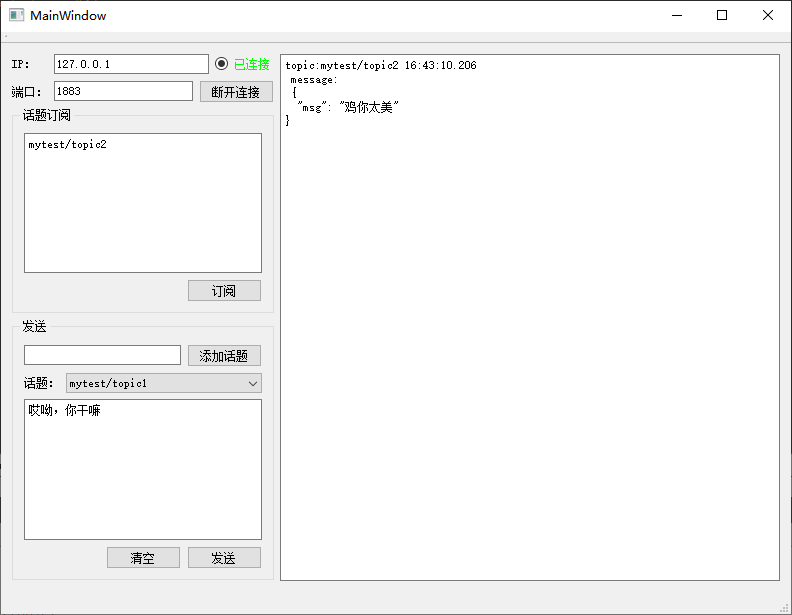 MainWindow
IP:
127.0.0.1
已连接
端口:
1883
断开连接
话题订阅
mytest/topic2
订阅
发送
添加话题
话题:
mytest/topic1
哎呦，你干嘛
清空
发送
topic:mytest/topic2 16:43:10.206
message:
{
"msg": "鸡你太美"
}